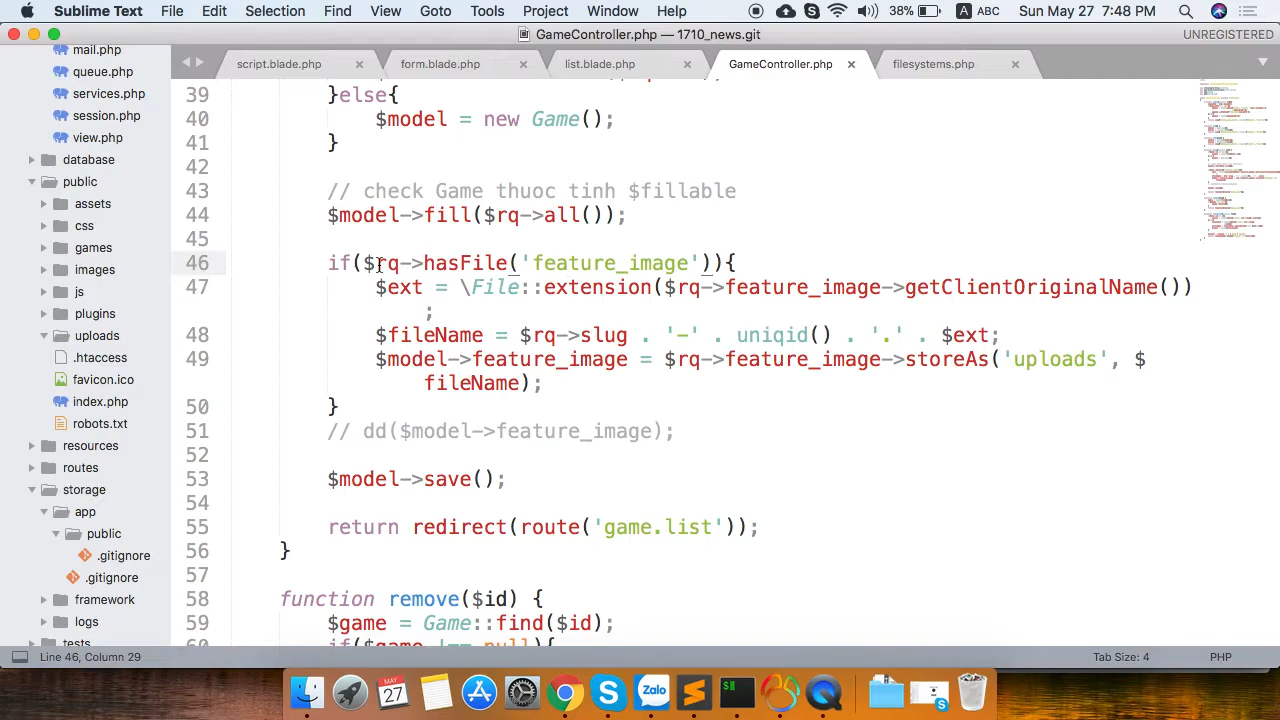 Sublime Text File Edit Selection Find View Goto Tools Project Window Help 38% A ABC Sun May 27 7:48 PM
GameController.php — 1710_news.git UNREGISTERED
script.blade.php form.blade.php list.blade.php GameController.php filesystems.php
mail.php
queue.php
services.php
session.php
view.php
database
public
assets
css
games
images
js
plugins
uploads
.htaccess
favicon.ico
index.php
robots.txt
resources
routes
storage
app
public
.gitignore
.gitignore
framework
logs
tests
39 }else{
40 $model = new Game();
41 }
42
43 // check Game thuoc tinh $fillable
44 $model->fill($rq->all());
45
46 if($rq->hasFile('feature_image')){
47 $ext = \File::extension($rq->feature_image->getClientOriginalName())
;
48 $fileName = $rq->slug . '-' . uniqid() . '.' . $ext;
49 $model->feature_image = $rq->feature_image->storeAs('uploads', $
fileName);
50 }
51 // dd($model->feature_image);
52
53 $model->save();
54
55 return redirect(route('game.list'));
56 }
57
58 function remove($id) {
59 $game = Game::find($id);
60 if($game !== null){
Line 46, Column 29 Tab Size: 4 PHP
MAY
27
Zalo